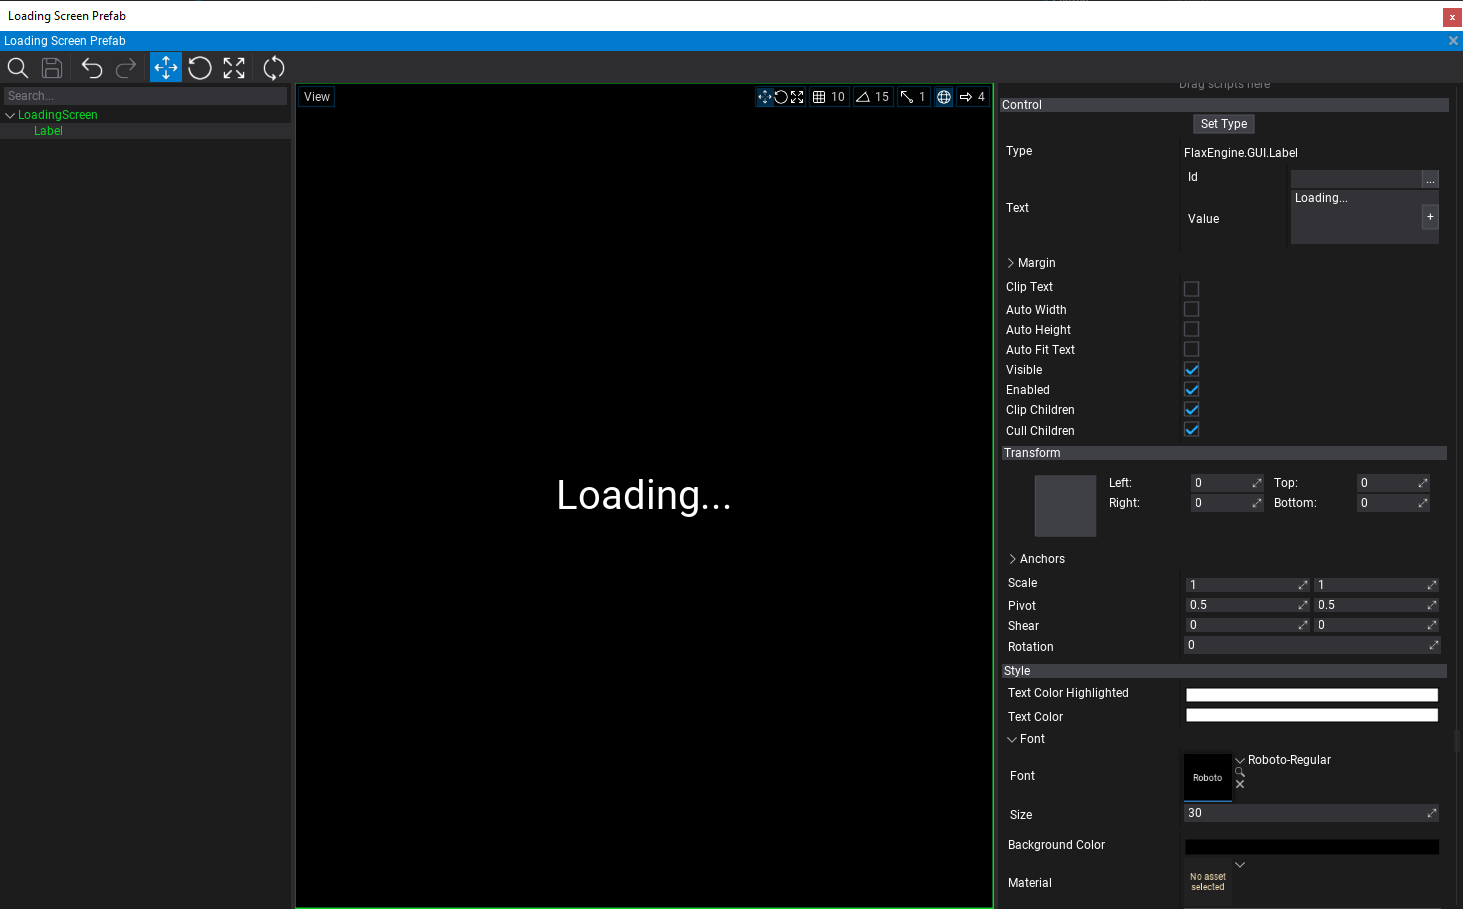 Loading Screen Prefab
x
Loading Screen Prefab
Search...
LoadingScreen
Label
View
10
15
1
4
Loading...
Drag scripts here
Control
Set Type
Type
FlaxEngine.GUI.Label
Text
Id
...
Value
Loading...
+
Margin
Clip Text
Auto Width
Auto Height
Auto Fit Text
Visible
Enabled
Clip Children
Cull Children
Transform
Left: 0 Top: 0
Right: 0 Bottom: 0
Anchors
Scale 1 1
Pivot 0.5 0.5
Shear 0 0
Rotation 0
Style
Text Color Highlighted
Text Color
Font
Font Roboto Roboto-Regular
Size 30
Background Color
Material
No asset
selected